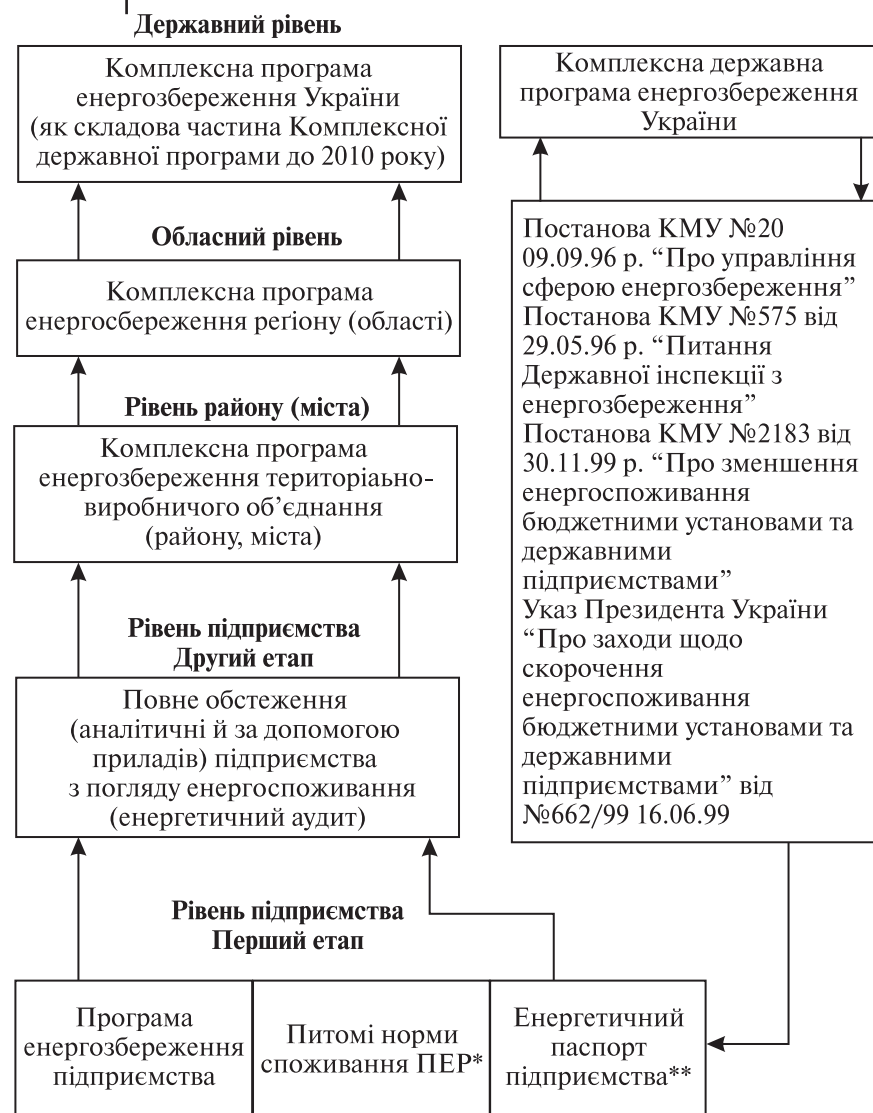 Державний рівень
Комплексна програма
енергозбереження України
(як складова частина Комплексної
державної програми до 2010 року)
Обласний рівень
Комплексна програма
енергосбереження реґіону (області)
Рівень району (міста)
Комплексна програма
енергозбереження територіаьно-
виробничого об’єднання
(району, міста)
Рівень підприємства
Другий етап
Повне обстеження
(аналітичні й за допомогою
приладів) підприємства
з погляду енергоспоживання
(енергетичний аудит)
Рівень підприємства
Перший етап
Програма
енергозбереження
підприємства
Питомі норми
споживання ПЕР*
Енергетичний
паспорт
підприємства**
Комплексна державна
програма енергозбереження
України
Постанова КМУ №20
09.09.96 р. “Про управління
сферою енергозбереження”
Постанова КМУ №575 від
29.05.96 р. “Питання
Державної інспекції з
енергозбереження”
Постанова КМУ №2183 від
30.11.99 р. “Про зменшення
енергоспоживання
бюджетними установами та
державними
підприємствами”
Указ Президента України
“Про заходи щодо
скорочення
енергоспоживання
бюджетними установами та
державними
підприємствами” від
№662/99 16.06.99